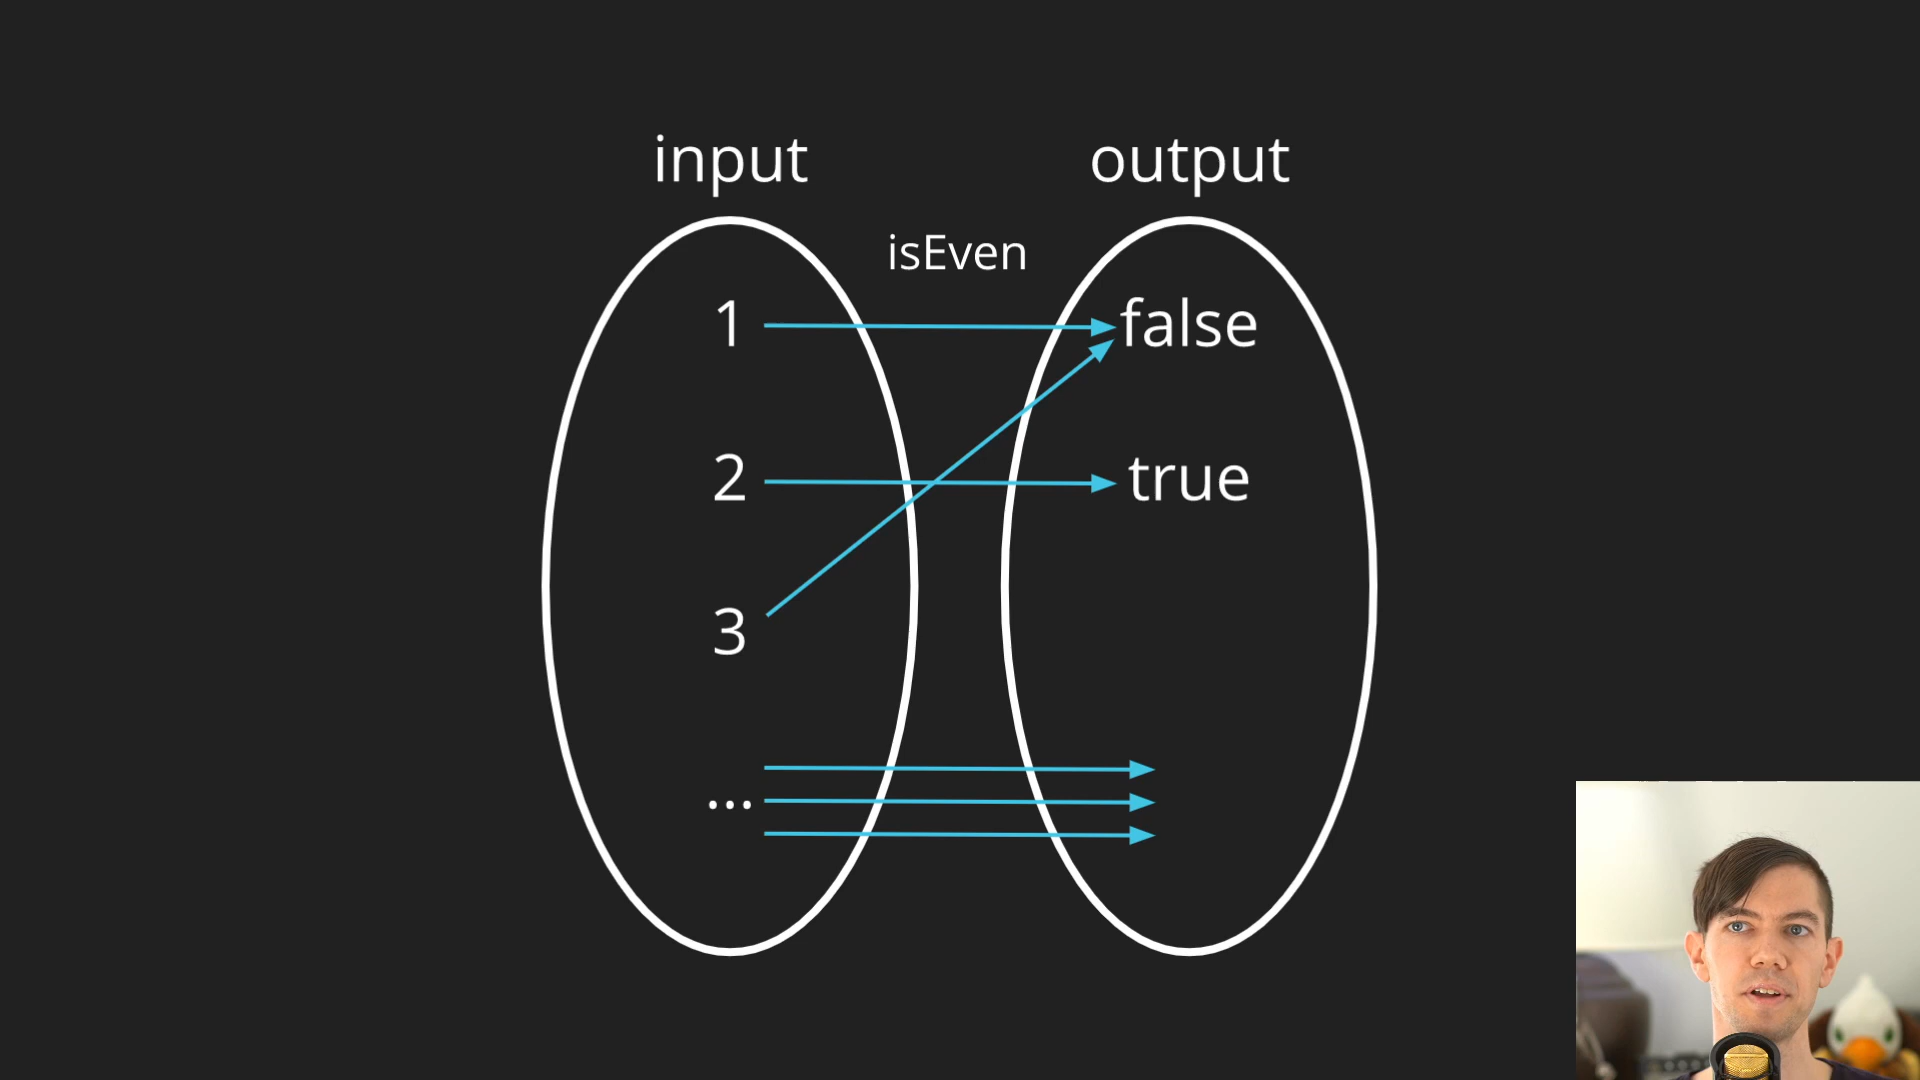 input output
isEven
1 false
2 true
3
...